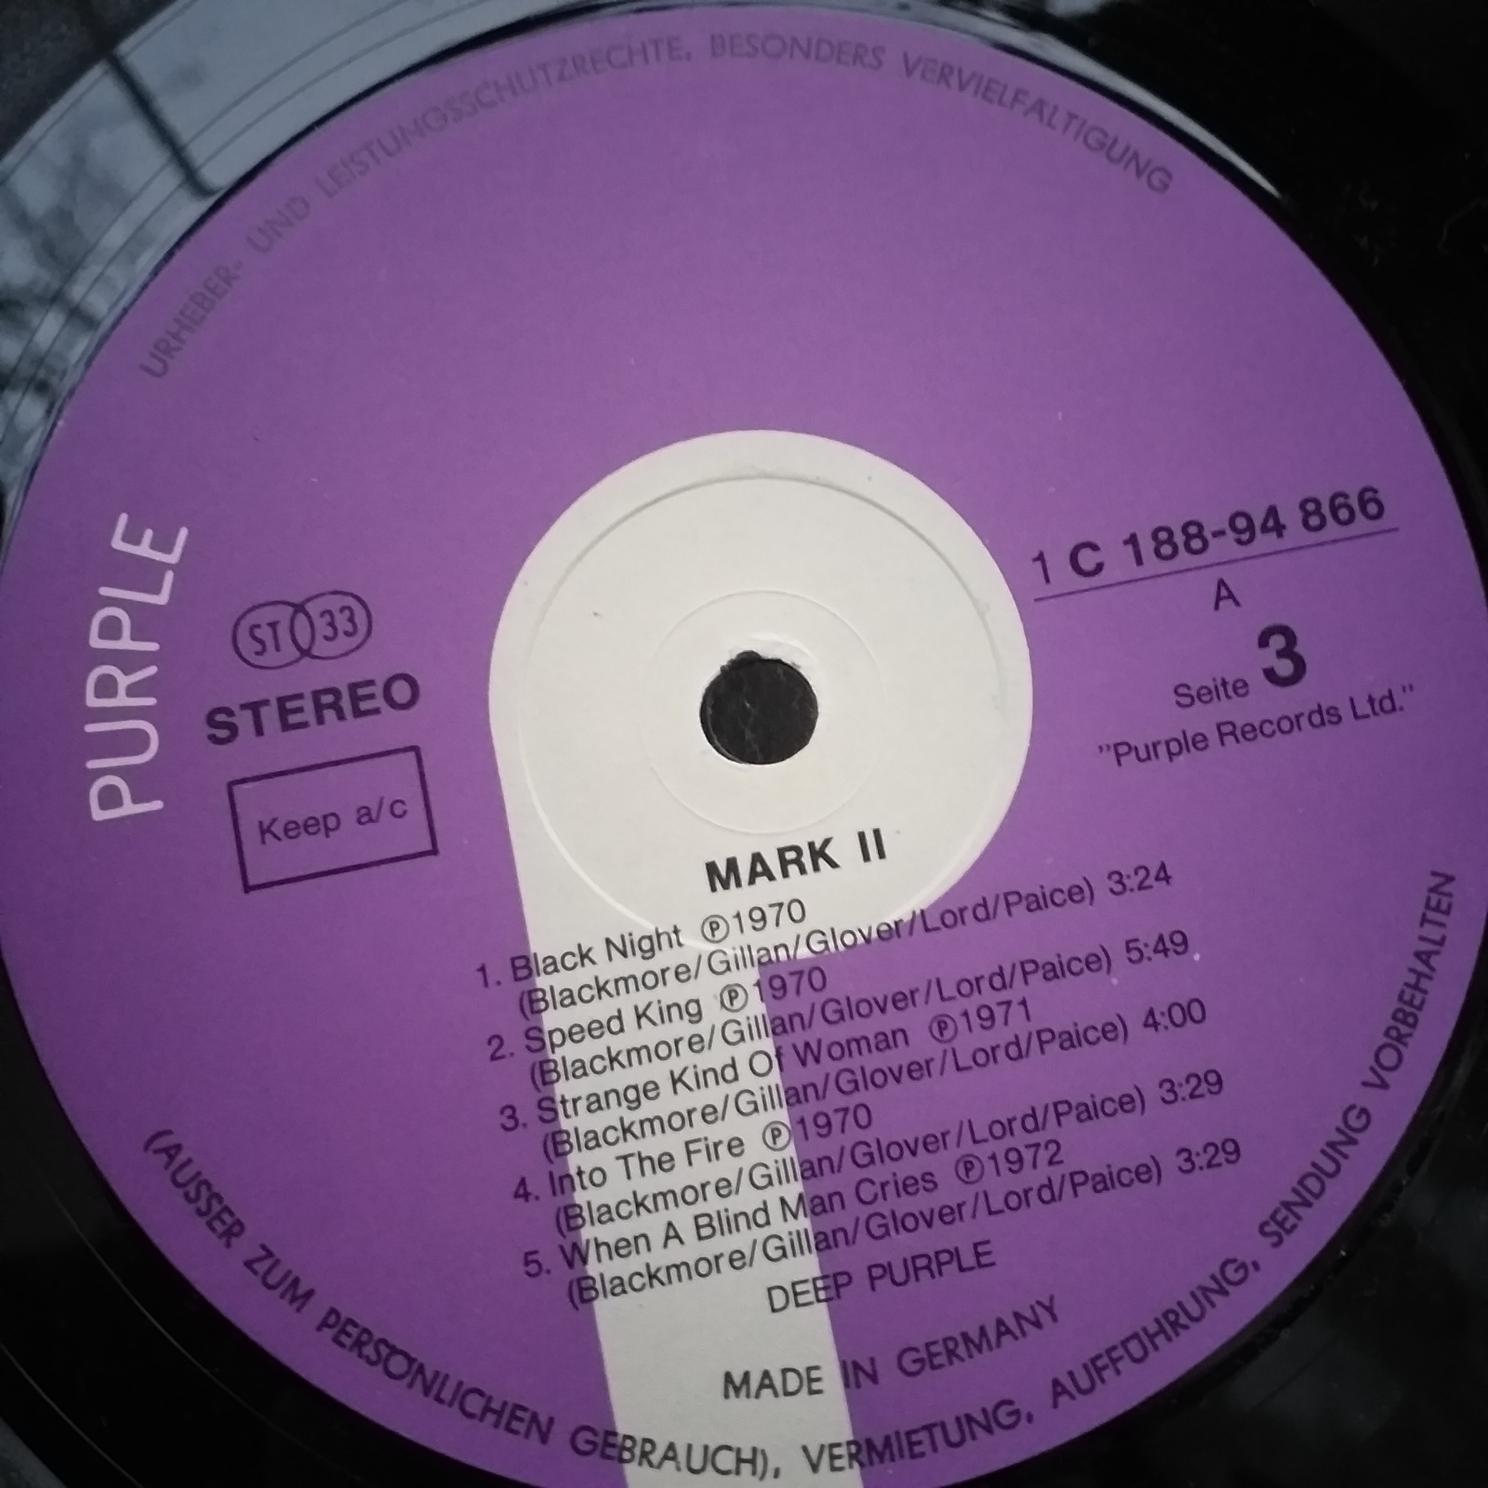 URHEBER- UND LEISTUNGSSCHUTZRECHTE, BESONDERS VERVIELFÄLTIGUNG
PURPLE
ST 33
STEREO
Keep a/c
1 C 188-94 866
A
Seite 3
"Purple Records Ltd."
MARK II
1. Black Night ℗1970
(Blackmore/Gillan/Glover/Lord/Paice) 3:24
2. Speed King ℗1970
(Blackmore/Gillan/Glover/Lord/Paice) 5:49
3. Strange Kind Of Woman ℗1971
(Blackmore/Gillan/Glover/Lord/Paice) 4:00
4. Into The Fire ℗1970
(Blackmore/Gillan/Glover/Lord/Paice) 3:29
5. When A Blind Man Cries ℗1972
(Blackmore/Gillan/Glover/Lord/Paice) 3:29
DEEP PURPLE
MADE IN GERMANY
(AUSSER ZUM PERSÖNLICHEN GEBRAUCH), VERMIETUNG, AUFFÜHRUNG, SENDUNG VORBEHALTEN